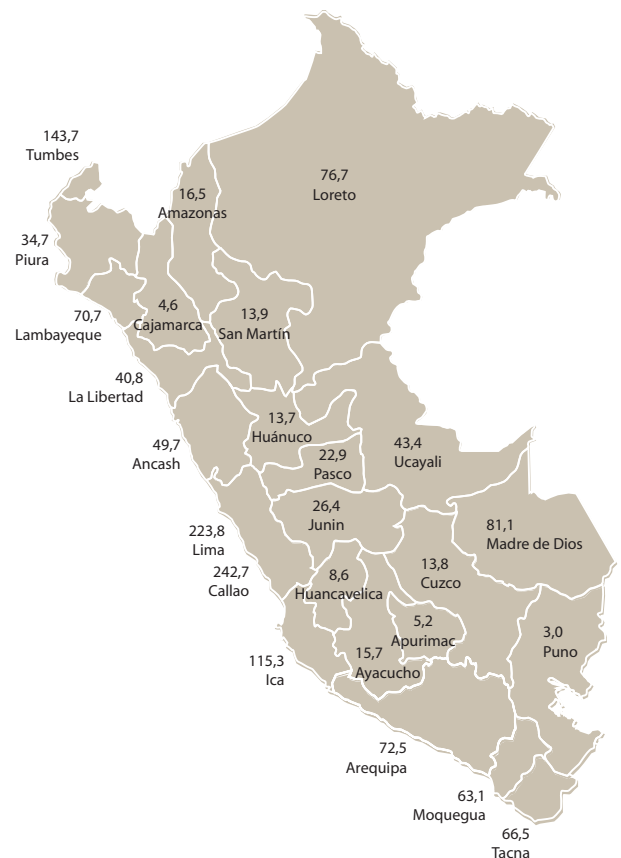 143,7
Tumbes
76,7
Loreto
16,5
Amazonas
34,7
Piura
4,6
Cajamarca
13,9
San Martín
70,7
Lambayeque
40,8
La Libertad
13,7
Huánuco
49,7
Ancash
43,4
Ucayali
22,9
Pasco
26,4
Junin
223,8
Lima
81,1
Madre de Dios
13,8
Cuzco
242,7
Callao
8,6
Huancavelica
5,2
Apurimac
3,0
Puno
115,3
Ica
15,7
Ayacucho
72,5
Arequipa
63,1
Moquegua
66,5
Tacna